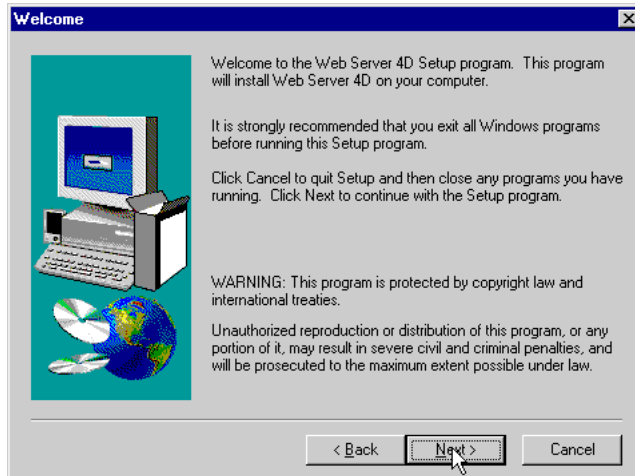 Welcome
Welcome to the Web Server 4D Setup program. This program
will install Web Server 4D on your computer.
It is strongly recommended that you exit all Windows programs
before running this Setup program.
Click Cancel to quit Setup and then close any programs you have
running. Click Next to continue with the Setup program.
WARNING: This program is protected by copyright law and
international treaties.
Unauthorized reproduction or distribution of this program, or any
portion of it, may result in severe civil and criminal penalties, and
will be prosecuted to the maximum extent possible under law.
< Back Next > Cancel